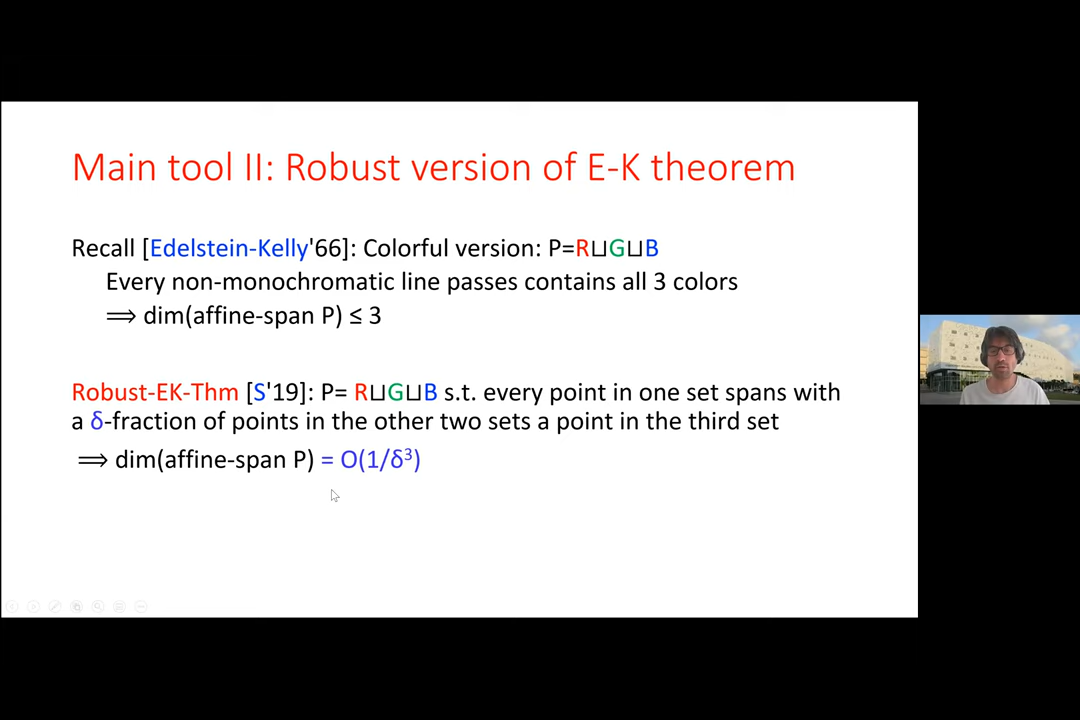 Main tool II: Robust version of E-K theorem
Recall [Edelstein-Kelly'66]: Colorful version: P=R⊔G⊔B
Every non-monochromatic line passes contains all 3 colors
⟹ dim(affine-span P) ≤ 3
Robust-EK-Thm [S'19]: P= R⊔G⊔B s.t. every point in one set spans with
a δ-fraction of points in the other two sets a point in the third set
⟹ dim(affine-span P) = O(1/δ³)